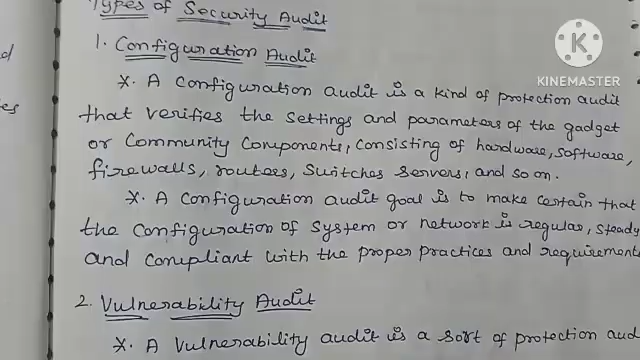 Types of Security Audit
1. Configuration Audit
*. A configuration audit is a kind of protection audit
that verifies the settings and parameters of the gadget
or community components, consisting of hardware, software,
firewalls, routers, switches servers, and so on.
*. A configuration audit goal is to make certain that
the configuration of system or network is regular, steady
and compliant with the proper practices and requirements
2. Vulnerability Audit
*. A vulnerability audit is a sort of protection aud
KINEMASTER